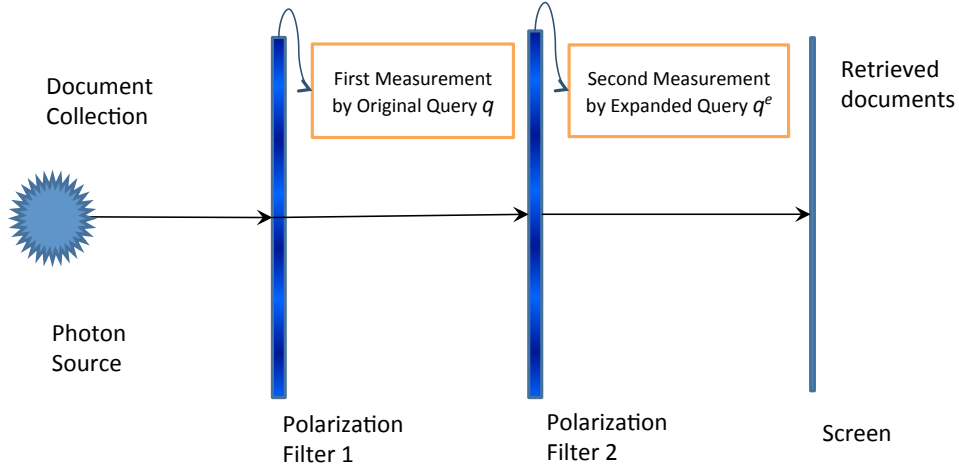 Document
Collection
First Measurement
by Original Query q
Second Measurement
by Expanded Query qᵉ
Retrieved
documents
Photon
Source
Polarization
Filter 1
Polarization
Filter 2
Screen